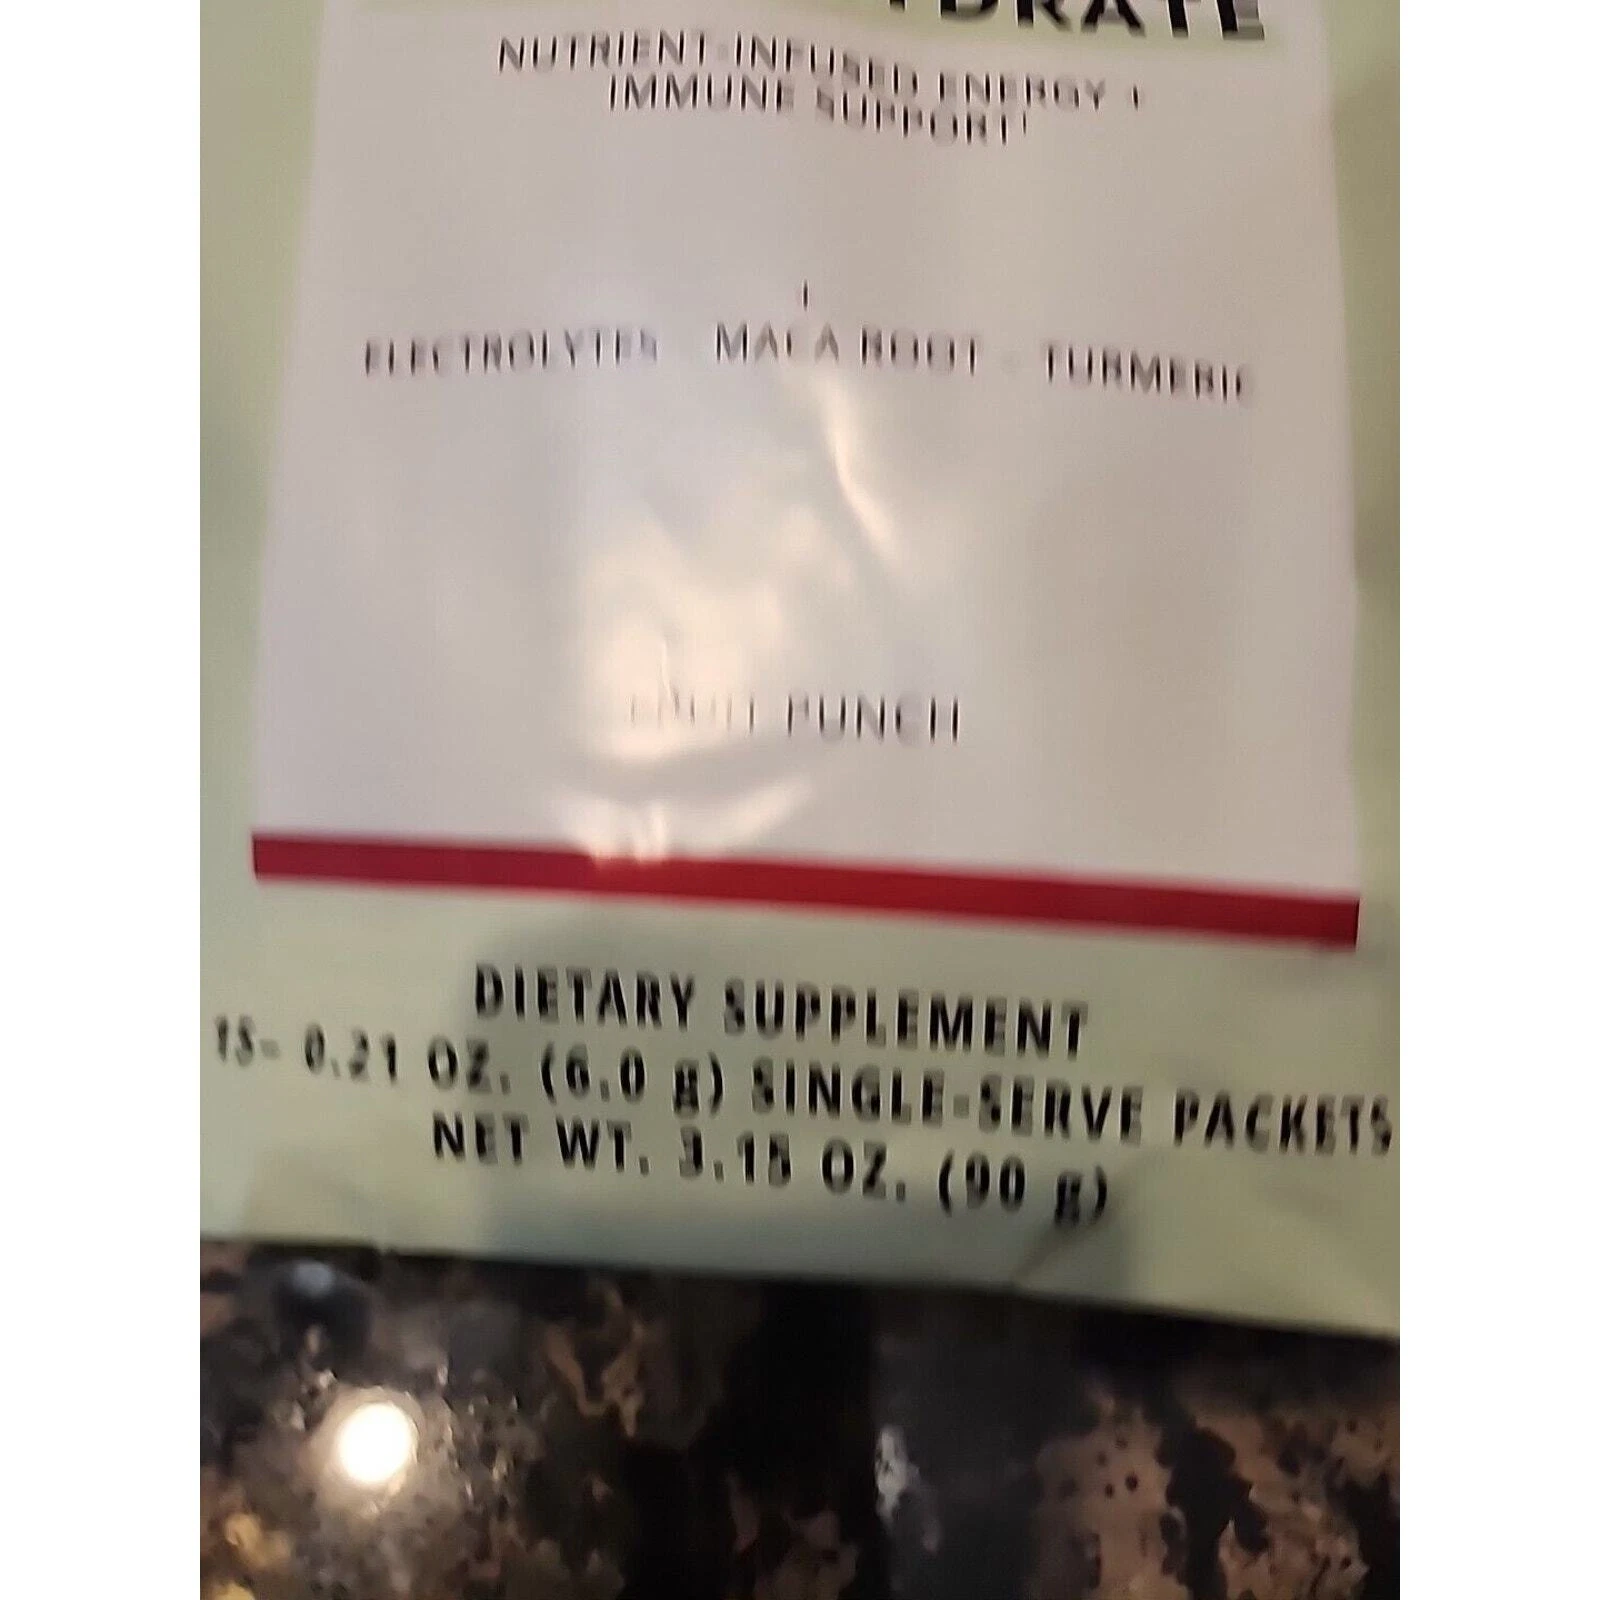 NUTRIENT-INFUSED ENERGY +
IMMUNE SUPPORT
ELECTROLYTES MACA ROOT - TURMERIC
FRUIT PUNCH
DIETARY SUPPLEMENT
15- 0.21 OZ. (6.0 g) SINGLE-SERVE PACKETS
NET WT. 3.15 OZ. (90 g)